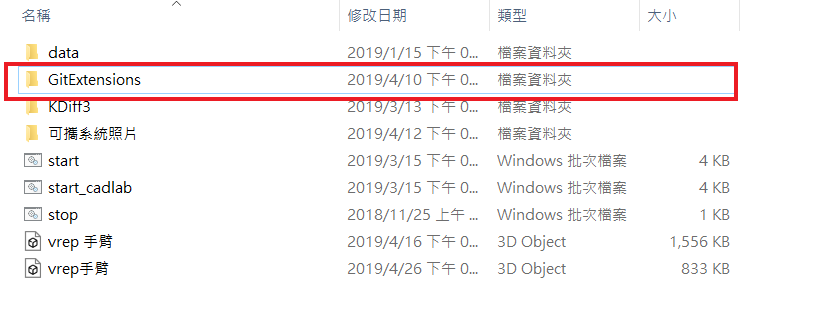 名稱 修改日期 類型 大小
data 2019/1/15 下午 0... 檔案資料夾
GitExtensions 2019/4/10 下午 0... 檔案資料夾
KDiff3 2019/3/13 下午 0... 檔案資料夾
可攜系統照片 2019/4/12 下午 0... 檔案資料夾
start 2019/3/15 下午 0... Windows 批次檔案 4 KB
start_cadlab 2019/3/15 下午 0... Windows 批次檔案 4 KB
stop 2018/11/25 上午 ... Windows 批次檔案 1 KB
vrep 手臂 2019/4/16 下午 0... 3D Object 1,556 KB
vrep手臂 2019/4/26 下午 0... 3D Object 833 KB